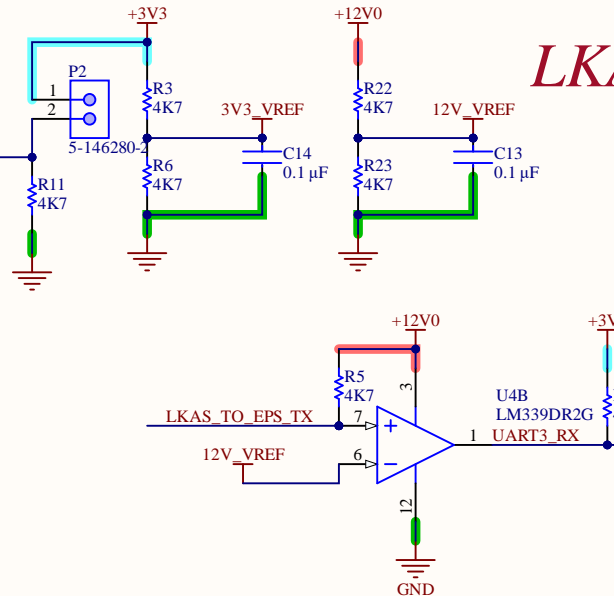 +3V3
+12V0
LKA
P2
1
2
5-146280-2
R3
4K7
3V3_VREF
R22
4K7
12V_VREF
R11
4K7
R6
4K7
C14
0.1 µF
R23
4K7
C13
0.1 µF
+12V0
+3V
R5
4K7
3
U4B
LM339DR2G
LKAS_TO_EPS_TX
7
+
1
UART3_RX
12V_VREF
6
−
12
GND